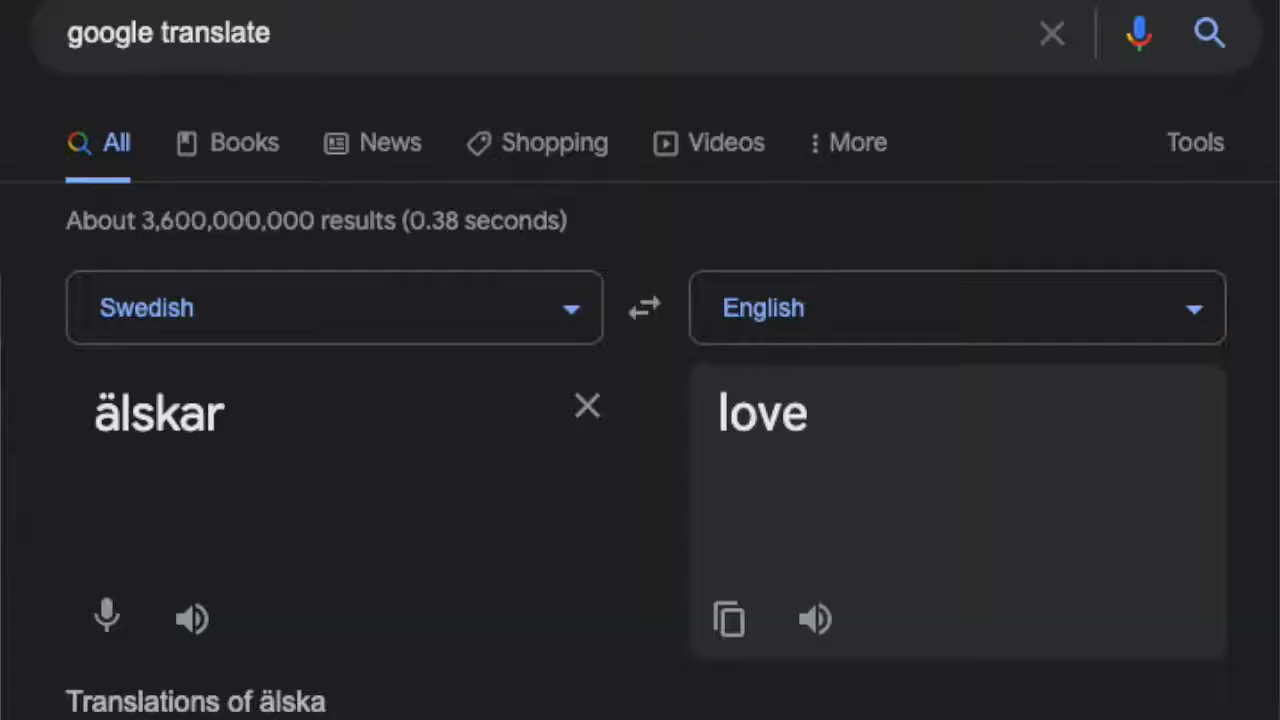 google translate
All Books News Shopping Videos More Tools
About 3,600,000,000 results (0.38 seconds)
Swedish English
älskar love
Translations of älska